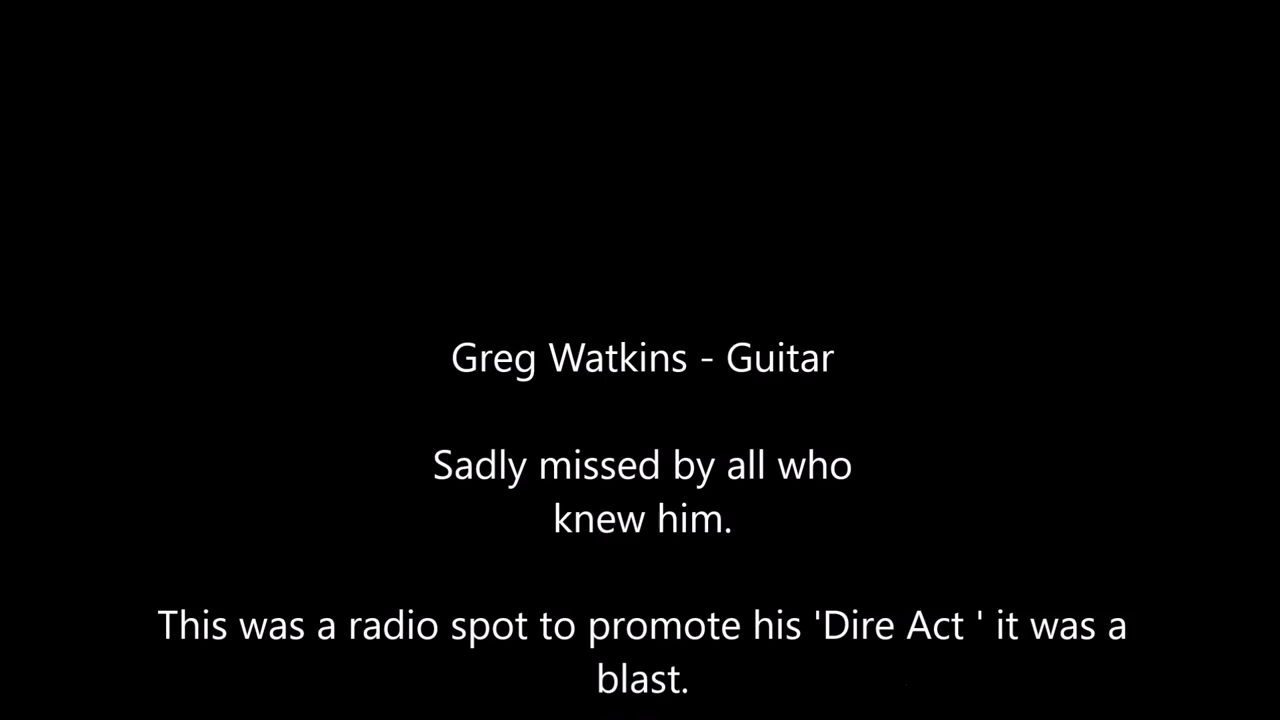 Greg Watkins - Guitar
Sadly missed by all who
knew him.
This was a radio spot to promote his 'Dire Act ' it was a
blast.